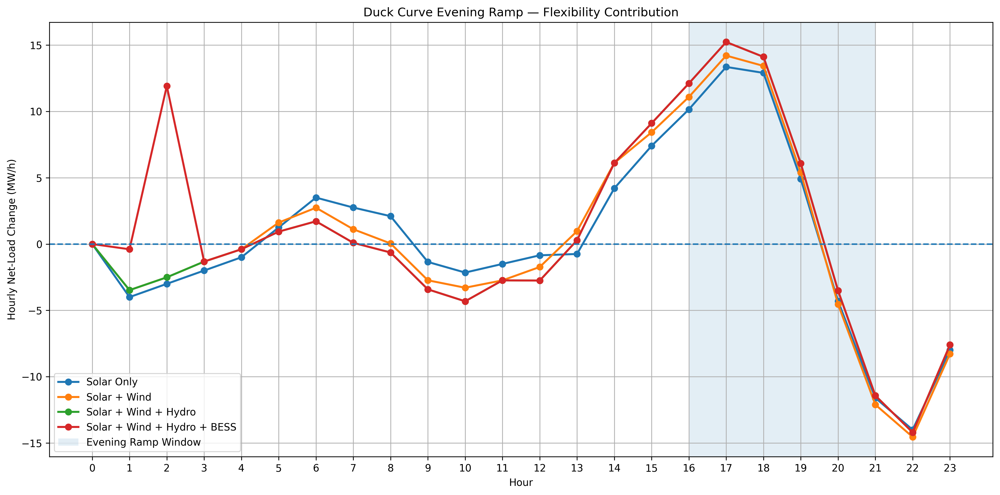 Duck Curve Evening Ramp — Flexibility Contribution
Hourly Net-Load Change (MW/h)
15
10
5
0
−5
−10
−15
Solar Only
Solar + Wind
Solar + Wind + Hydro
Solar + Wind + Hydro + BESS
Evening Ramp Window
0 1 2 3 4 5 6 7 8 9 10 11 12 13 14 15 16 17 18 19 20 21 22 23
Hour